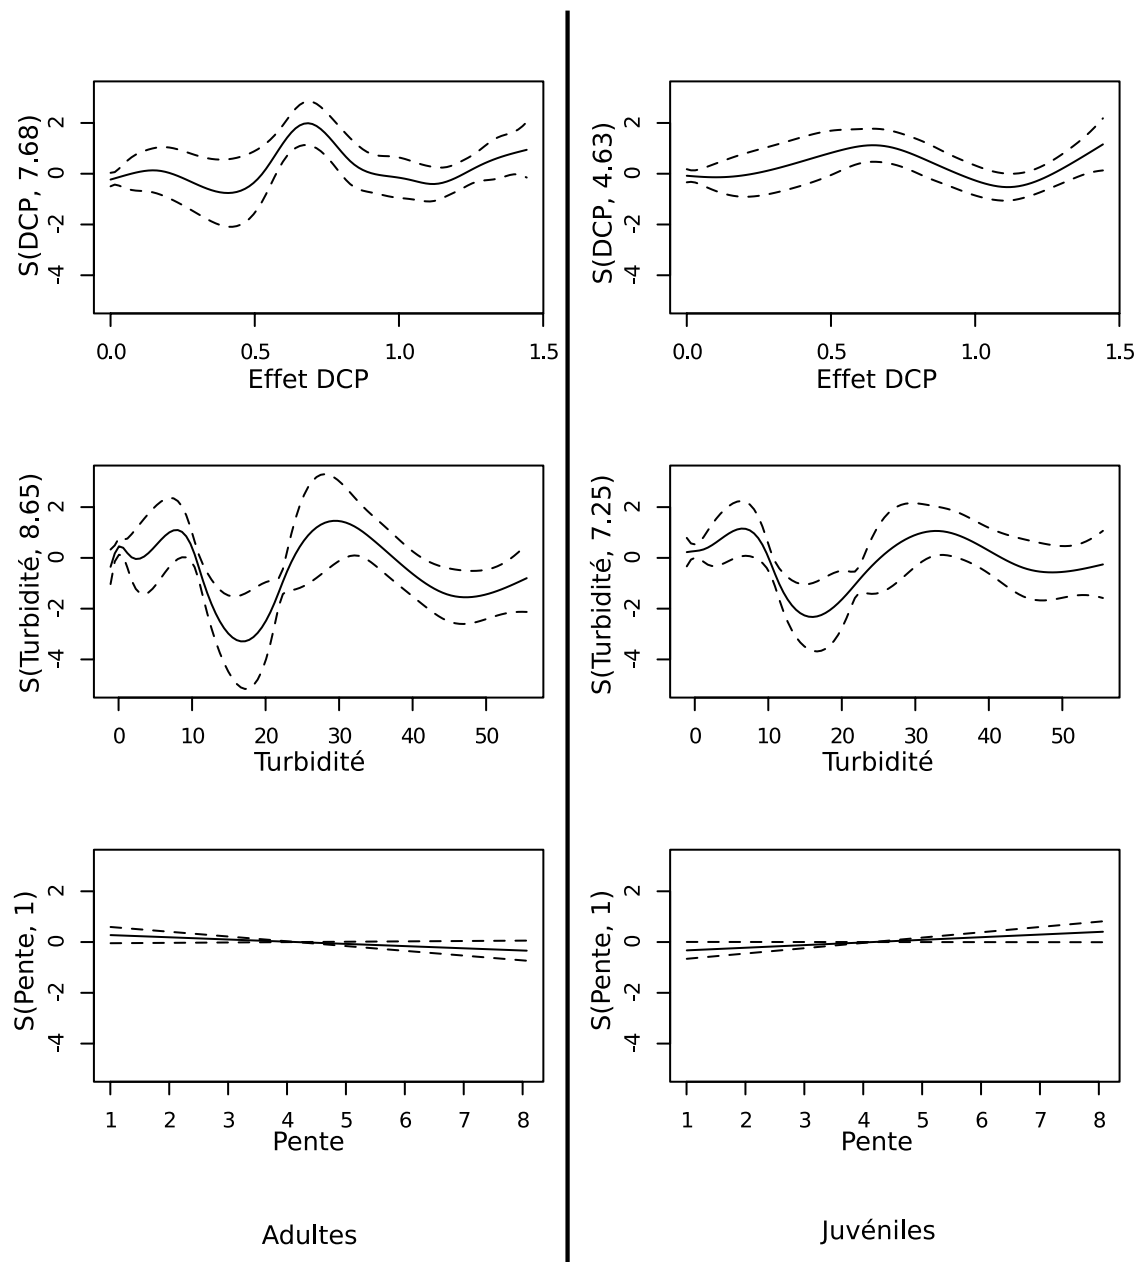 S(DCP, 7.68)
2
0
-2
-4
0.0 0.5 1.0 1.5
Effet DCP
S(DCP, 4.63)
2
0
-2
-4
0.0 0.5 1.0 1.5
Effet DCP
S(Turbidité, 8.65)
2
0
-2
-4
0 10 20 30 40 50
Turbidité
S(Turbidité, 7.25)
2
0
-2
-4
0 10 20 30 40 50
Turbidité
S(Pente, 1)
2
0
-2
-4
1 2 3 4 5 6 7 8
Pente
S(Pente, 1)
2
0
-2
-4
1 2 3 4 5 6 7 8
Pente
Adultes
Juvéniles